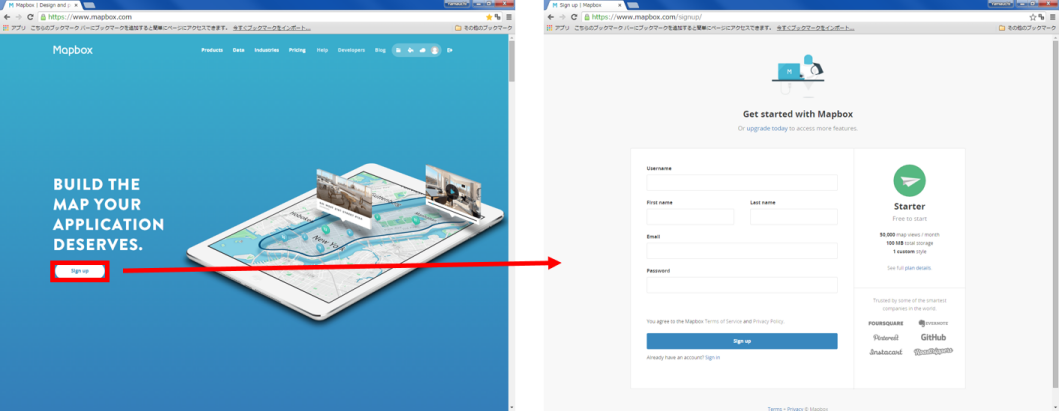 Mapbox | Design and p
https://www.mapbox.com
アプリ こちらのブックマーク バーにブックマークを追加すると簡単にページにアクセスできます。 今すぐブックマークをインポート...
その他のブックマーク
Mapbox
Products Data Industries Pricing Help Developers Blog
BUILD THE
MAP YOUR
APPLICATION
DESERVES.
Sign up
New York
Hoboken
Sign up | Mapbox
https://www.mapbox.com/signup/
アプリ こちらのブックマーク バーにブックマークを追加すると簡単にページにアクセスできます。 今すぐブックマークをインポート...
その他のブックマーク
Get started with Mapbox
Or upgrade today to access more features.
Username
First name Last name
Email
Password
You agree to the Mapbox Terms of Service and Privacy Policy
Sign up
Already have an account? Sign in
Starter
Free to start
50,000 map views / month
100 MB total storage
1 custom style
See full plan details
Trusted by some of the smartest
companies in the world
FOURSQUARE EVERNOTE
Pinterest GitHub
Instacart Roadtrippers
Terms + Privacy © Mapbox